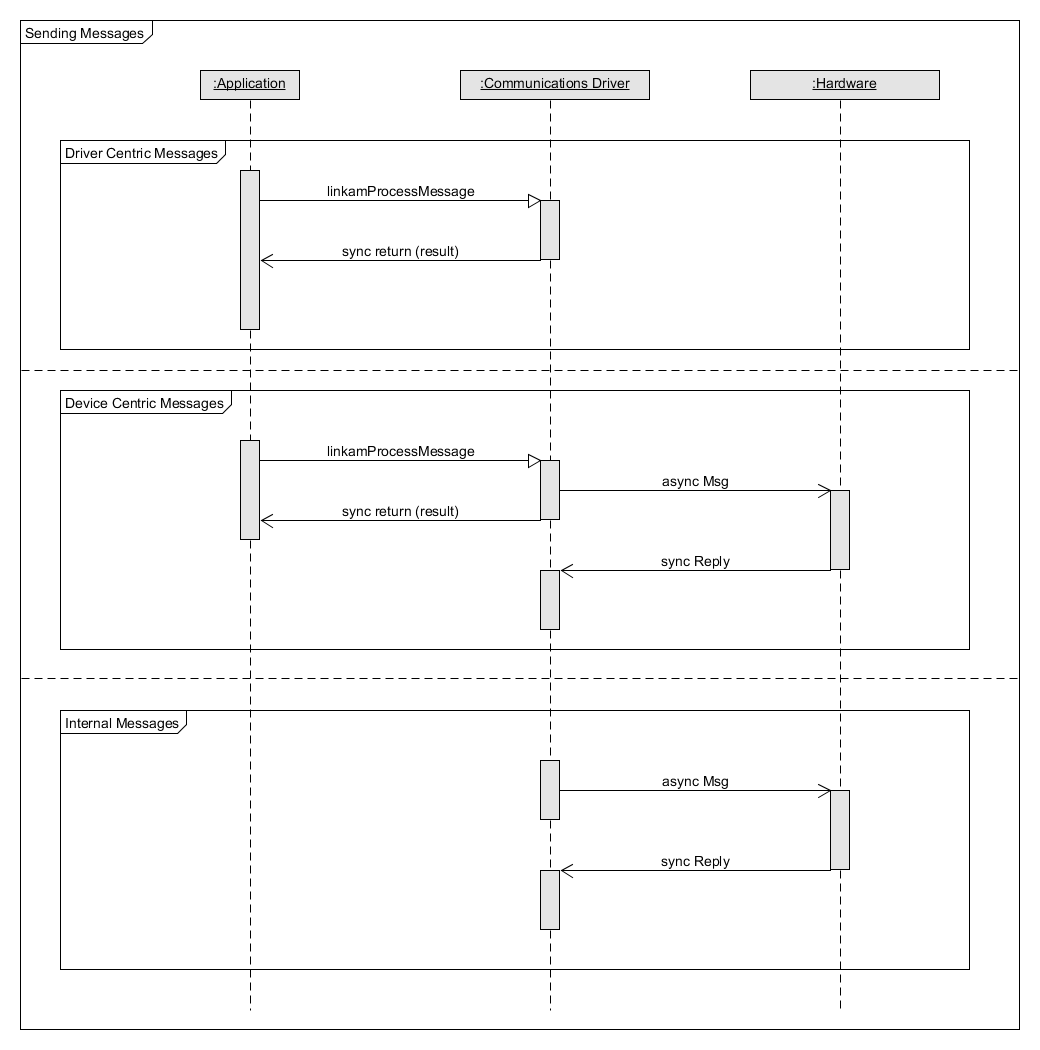 Sending Messages
:Application
:Communications Driver
:Hardware
Driver Centric Messages
linkamProcessMessage
sync return (result)
Device Centric Messages
linkamProcessMessage
async Msg
sync return (result)
sync Reply
Internal Messages
async Msg
sync Reply